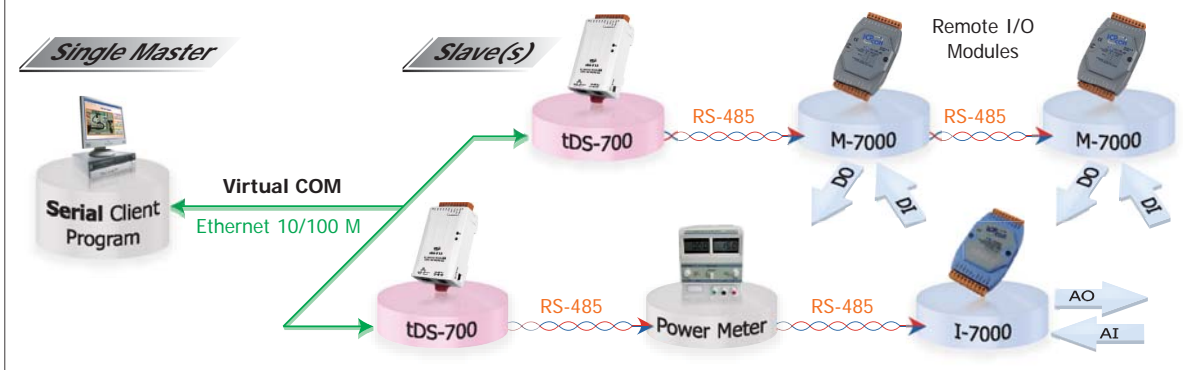 Single Master
Slave(s)
Remote I/O
Modules
RS-485
RS-485
tDS-700
M-7000
M-7000
DO
DI
DO
DI
Virtual COM
Ethernet 10/100 M
Serial Client
Program
RS-485
RS-485
tDS-700
Power Meter
I-7000
AO
AI